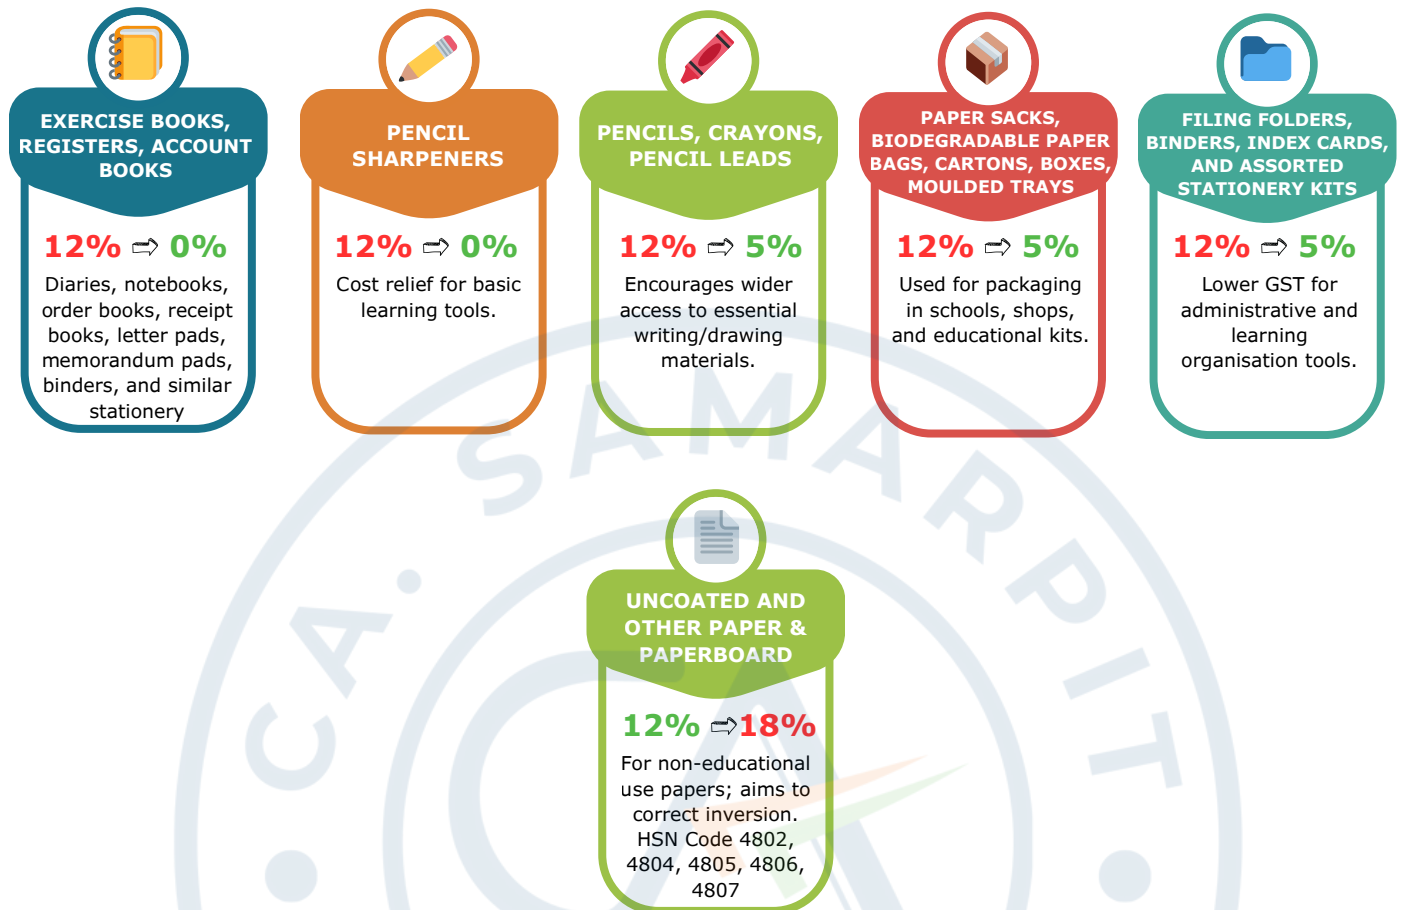 EXERCISE BOOKS,
REGISTERS, ACCOUNT
BOOKS
12% ⇨ 0%
Diaries, notebooks,
order books, receipt
books, letter pads,
memorandum pads,
binders, and similar
stationery
PENCIL
SHARPENERS
12% ⇨ 0%
Cost relief for basic
learning tools.
PENCILS, CRAYONS,
PENCIL LEADS
12% ⇨ 5%
Encourages wider
access to essential
writing/drawing
materials.
PAPER SACKS,
BIODEGRADABLE PAPER
BAGS, CARTONS, BOXES,
MOULDED TRAYS
12% ⇨ 5%
Used for packaging
in schools, shops,
and educational kits.
FILING FOLDERS,
BINDERS, INDEX CARDS,
AND ASSORTED
STATIONERY KITS
12% ⇨ 5%
Lower GST for
administrative and
learning
organisation tools.
UNCOATED AND
OTHER PAPER &
PAPERBOARD
12% ⇨18%
For non-educational
use papers; aims to
correct inversion.
HSN Code 4802,
4804, 4805, 4806,
4807
CA. SAMARPIT